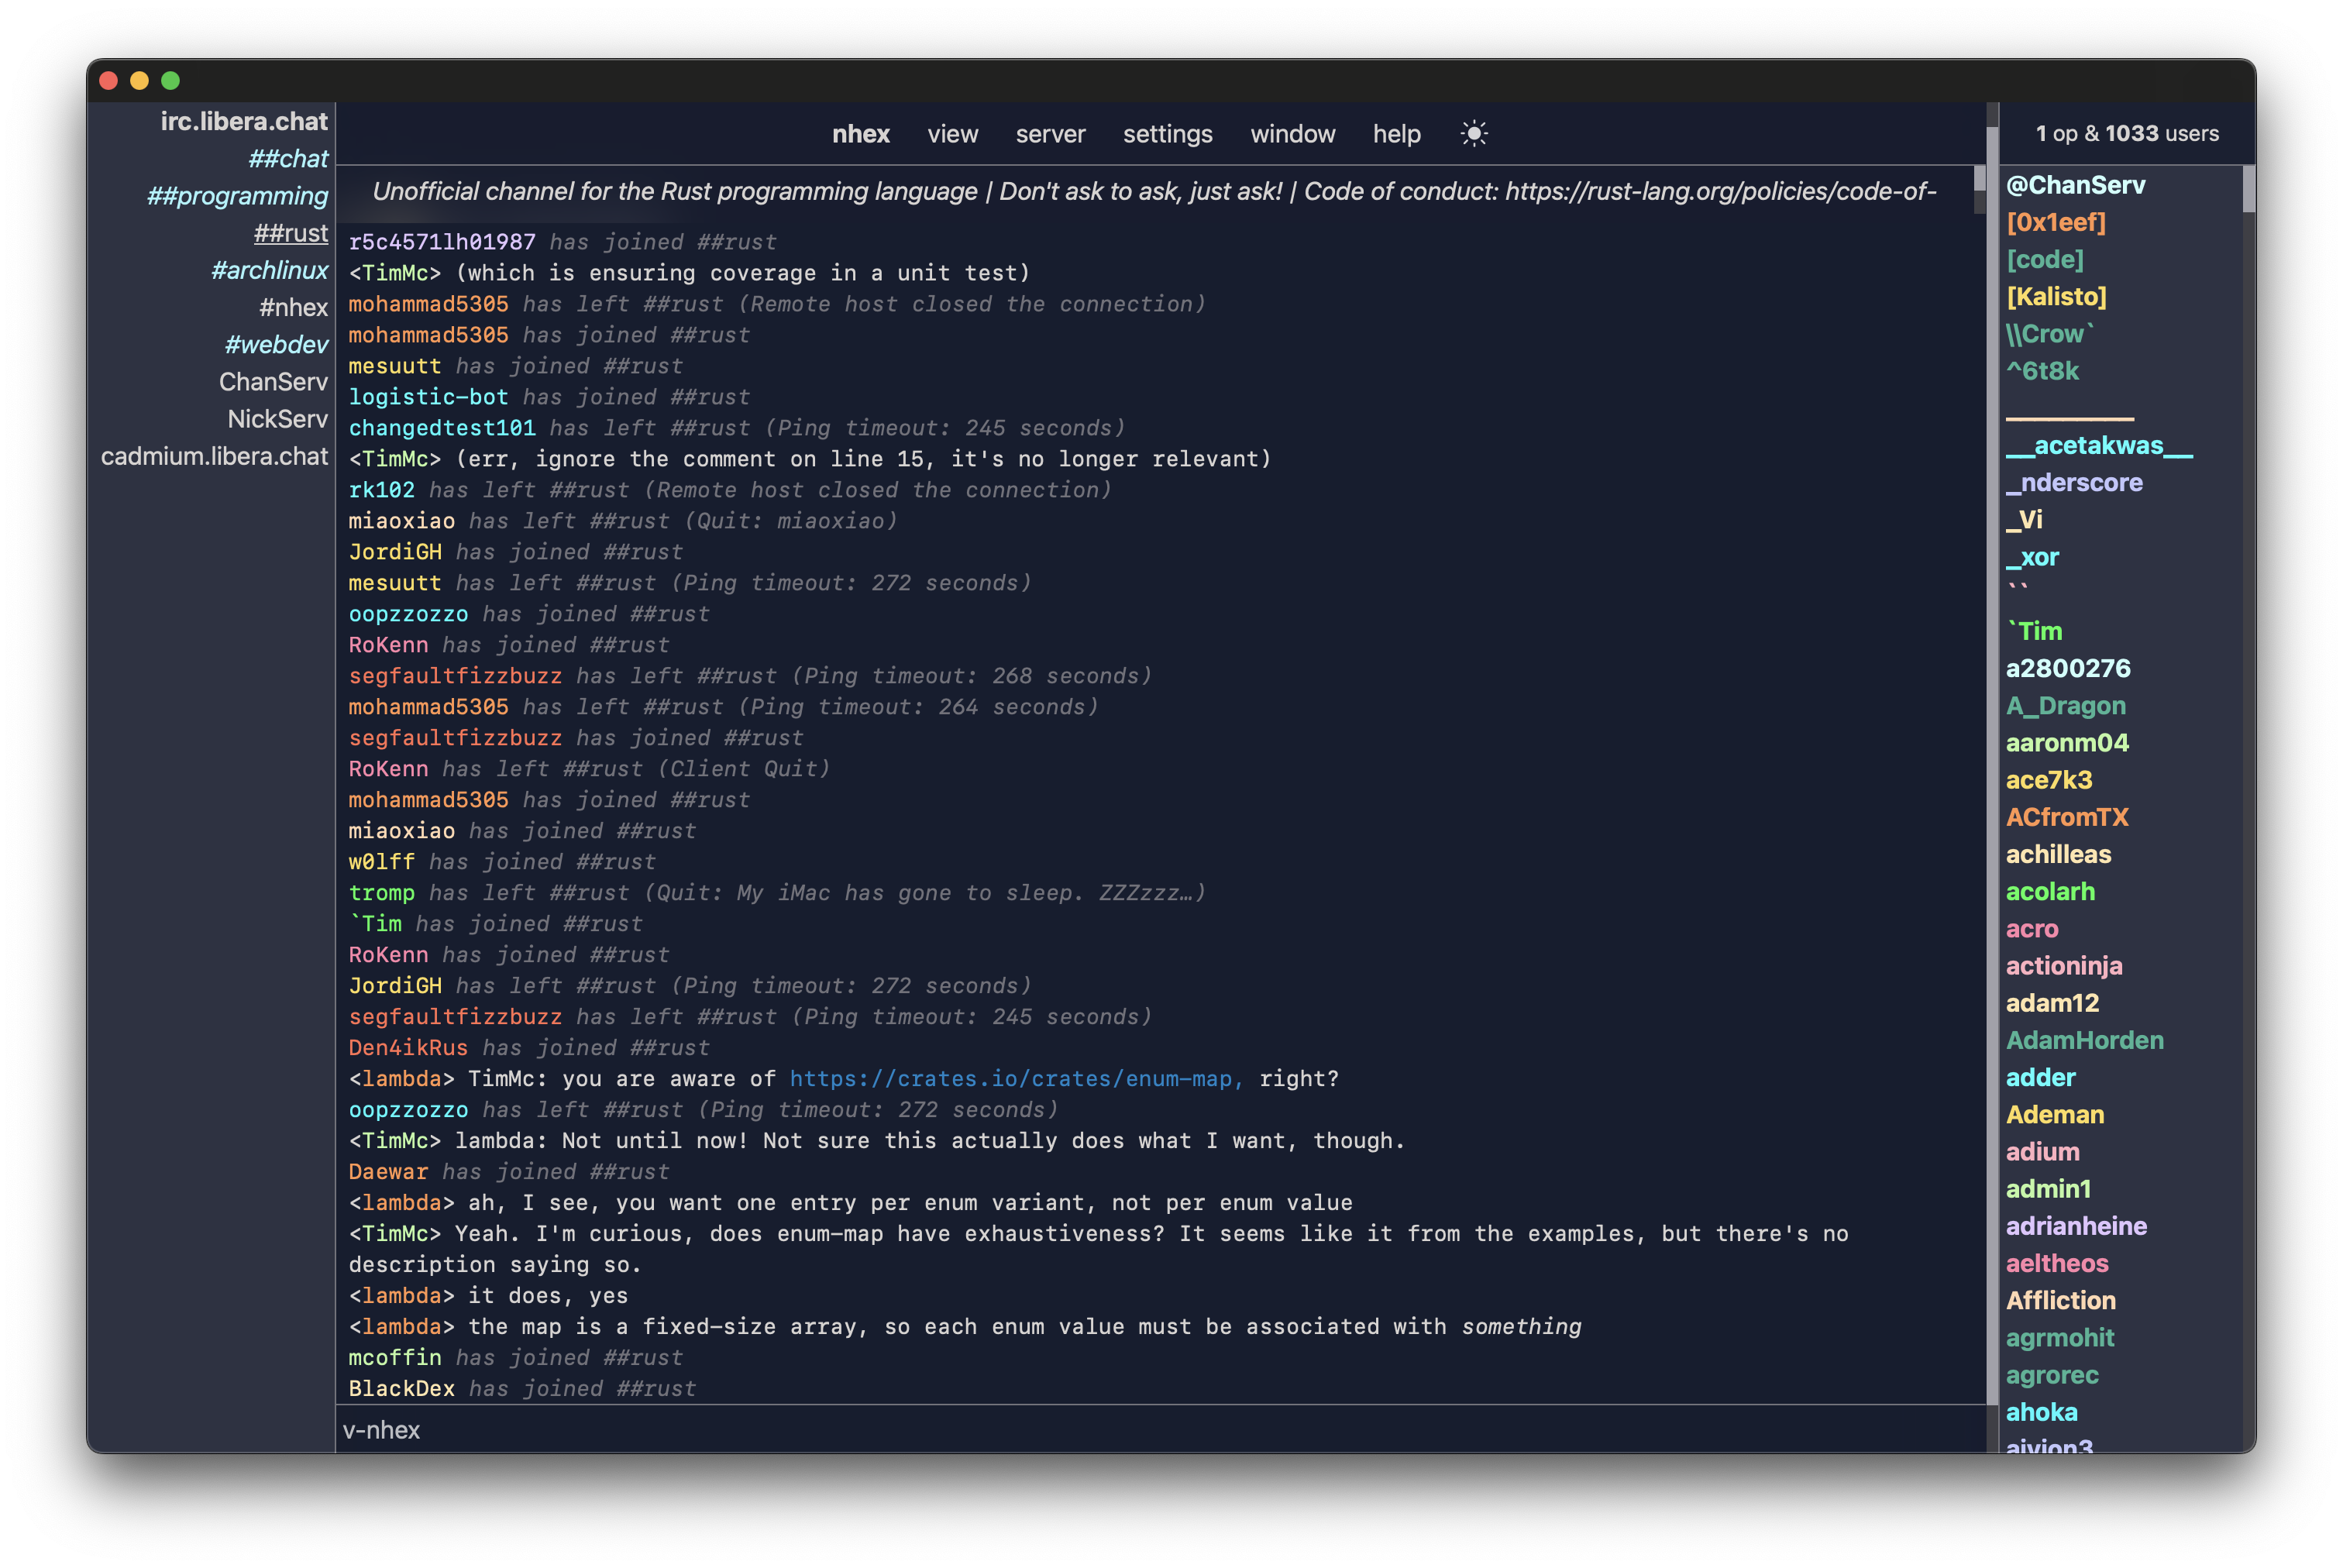 irc.libera.chat
##chat
##programming
##rust
#archlinux
#nhex
#webdev
ChanServ
NickServ
cadmium.libera.chat
nhex view server settings window help
Unofficial channel for the Rust programming language | Don't ask to ask, just ask! | Code of conduct: https://rust-lang.org/policies/code-of-
r5c4571lh01987 has joined ##rust
<TimMc> (which is ensuring coverage in a unit test)
mohammad5305 has left ##rust (Remote host closed the connection)
mohammad5305 has joined ##rust
mesuutt has joined ##rust
logistic-bot has joined ##rust
changedtest101 has left ##rust (Ping timeout: 245 seconds)
<TimMc> (err, ignore the comment on line 15, it's no longer relevant)
rk102 has left ##rust (Remote host closed the connection)
miaoxiao has left ##rust (Quit: miaoxiao)
JordiGH has joined ##rust
mesuutt has left ##rust (Ping timeout: 272 seconds)
oopzzozzo has joined ##rust
RoKenn has joined ##rust
segfaultfizzbuzz has left ##rust (Ping timeout: 268 seconds)
mohammad5305 has left ##rust (Ping timeout: 264 seconds)
segfaultfizzbuzz has joined ##rust
RoKenn has left ##rust (Client Quit)
mohammad5305 has joined ##rust
miaoxiao has joined ##rust
w0lff has joined ##rust
tromp has left ##rust (Quit: My iMac has gone to sleep. ZZZzzz…)
`Tim has joined ##rust
RoKenn has joined ##rust
JordiGH has left ##rust (Ping timeout: 272 seconds)
segfaultfizzbuzz has left ##rust (Ping timeout: 245 seconds)
Den4ikRus has joined ##rust
<lambda> TimMc: you are aware of https://crates.io/crates/enum-map, right?
oopzzozzo has left ##rust (Ping timeout: 272 seconds)
<TimMc> lambda: Not until now! Not sure this actually does what I want, though.
Daewar has joined ##rust
<lambda> ah, I see, you want one entry per enum variant, not per enum value
<TimMc> Yeah. I'm curious, does enum-map have exhaustiveness? It seems like it from the examples, but there's no
description saying so.
<lambda> it does, yes
<lambda> the map is a fixed-size array, so each enum value must be associated with something
mcoffin has joined ##rust
BlackDex has joined ##rust
v-nhex
1 op & 1033 users
@ChanServ
[0x1eef]
[code]
[Kalisto]
\\Crow`
^6t8k
_________
__acetakwas__
_nderscore
_Vi
_xor
``
`Tim
a2800276
A_Dragon
aaronm04
ace7k3
ACfromTX
achilleas
acolarh
acro
actioninja
adam12
AdamHorden
adder
Ademan
adium
admin1
adrianheine
aeltheos
Affliction
agrmohit
agrorec
ahoka
aivion3